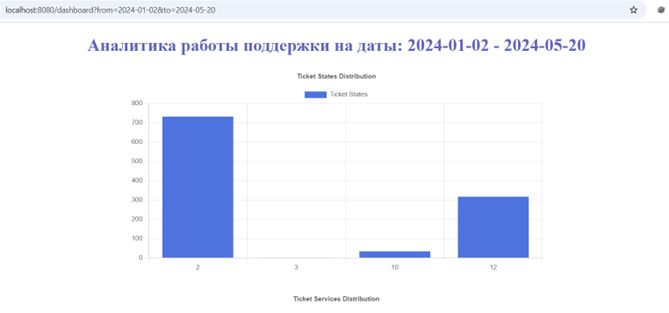 localhost:8080/dashboard?from=2024-01-02&to=2024-05-20
Аналитика работы поддержки на даты: 2024-01-02 - 2024-05-20
Ticket States Distribution
Ticket States
800
700
600
500
400
300
200
100
0
2 3 10 12
Ticket Services Distribution